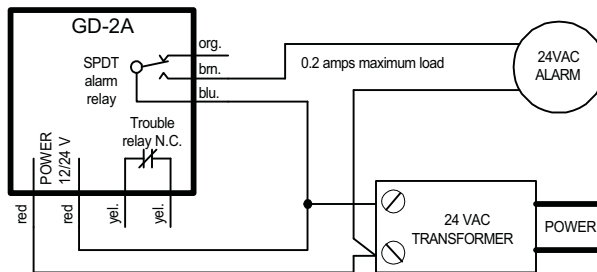 GD-2A
SPDT
alarm
relay
org.
brn.
blu.
0.2 amps maximum load
24VAC
ALARM
Trouble
relay N.C.
POWER
12/24 V
red
red
yel.
yel.
24 VAC
TRANSFORMER
POWER